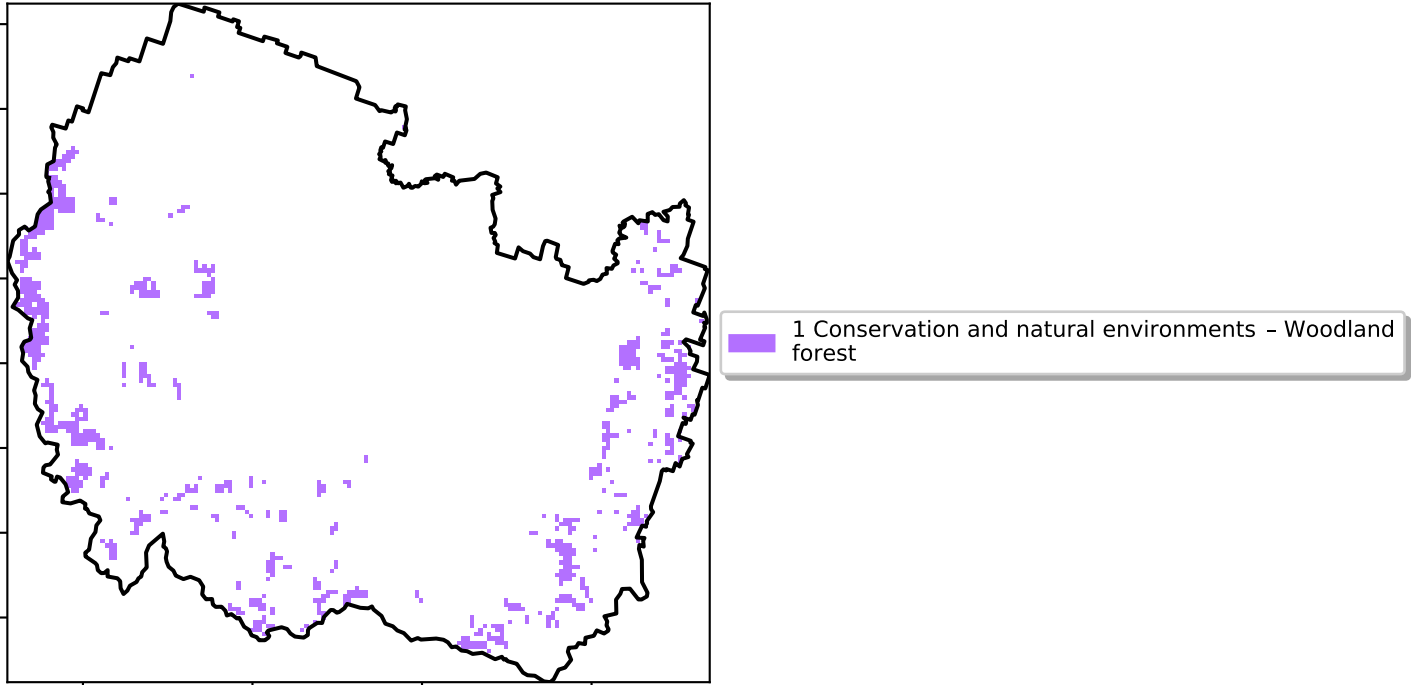 1 Conservation and natural environments – Woodland
forest